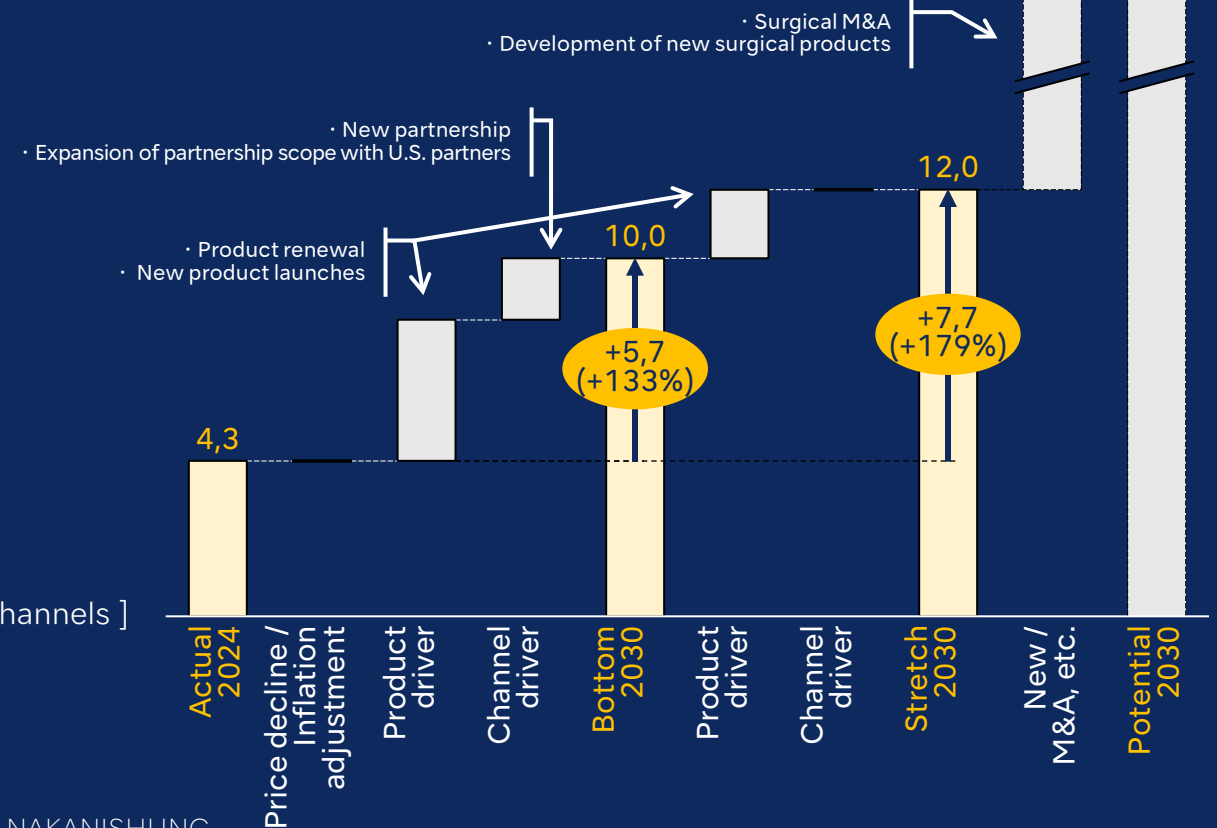 · Surgical M&A
· Development of new surgical products
· New partnership
· Expansion of partnership scope with U.S. partners
12,0
10,0
· Product renewal
· New product launches
+7,7
(+179%)
+5,7
(+133%)
4,3
hannels ]
Actual
2024
Price decline /
Inflation
adjustment
Product
driver
Channel
driver
Bottom
2030
Product
driver
Channel
driver
Stretch
2030
New /
M&A, etc.
Potential
2030